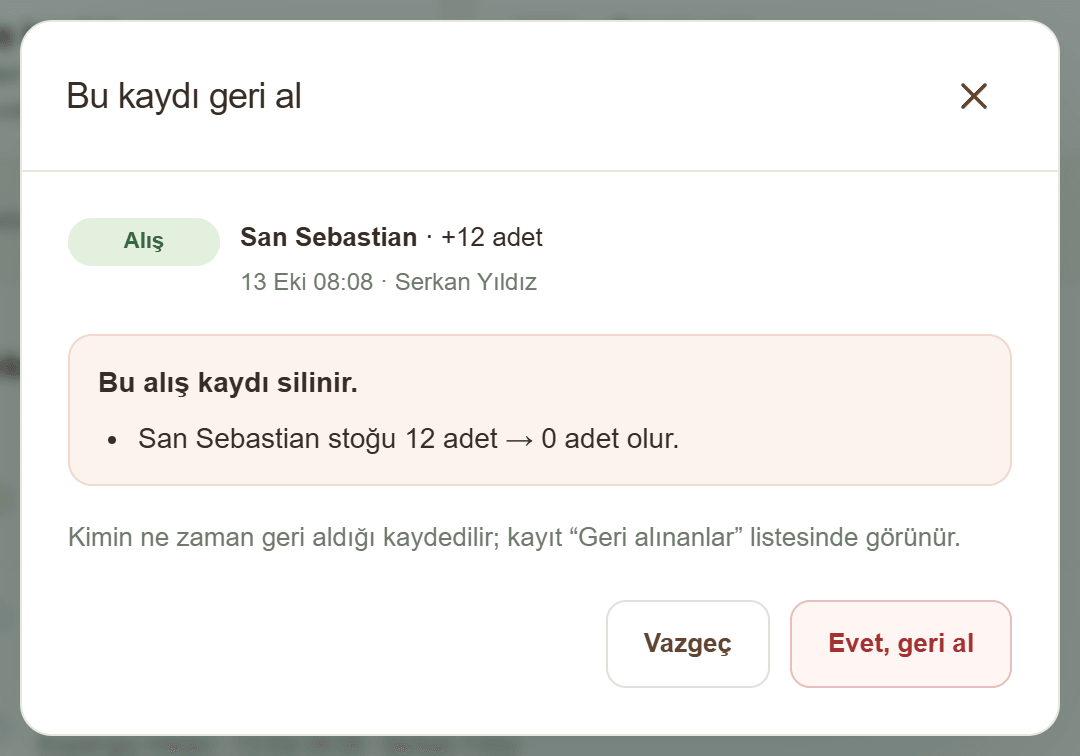 Bu kaydı geri al
Alış
San Sebastian · +12 adet
13 Eki 08:08 · Serkan Yıldız
Bu alış kaydı silinir.
• San Sebastian stoğu 12 adet → 0 adet olur.
Kimin ne zaman geri aldığı kaydedilir; kayıt “Geri alınanlar” listesinde görünür.
Vazgeç
Evet, geri al